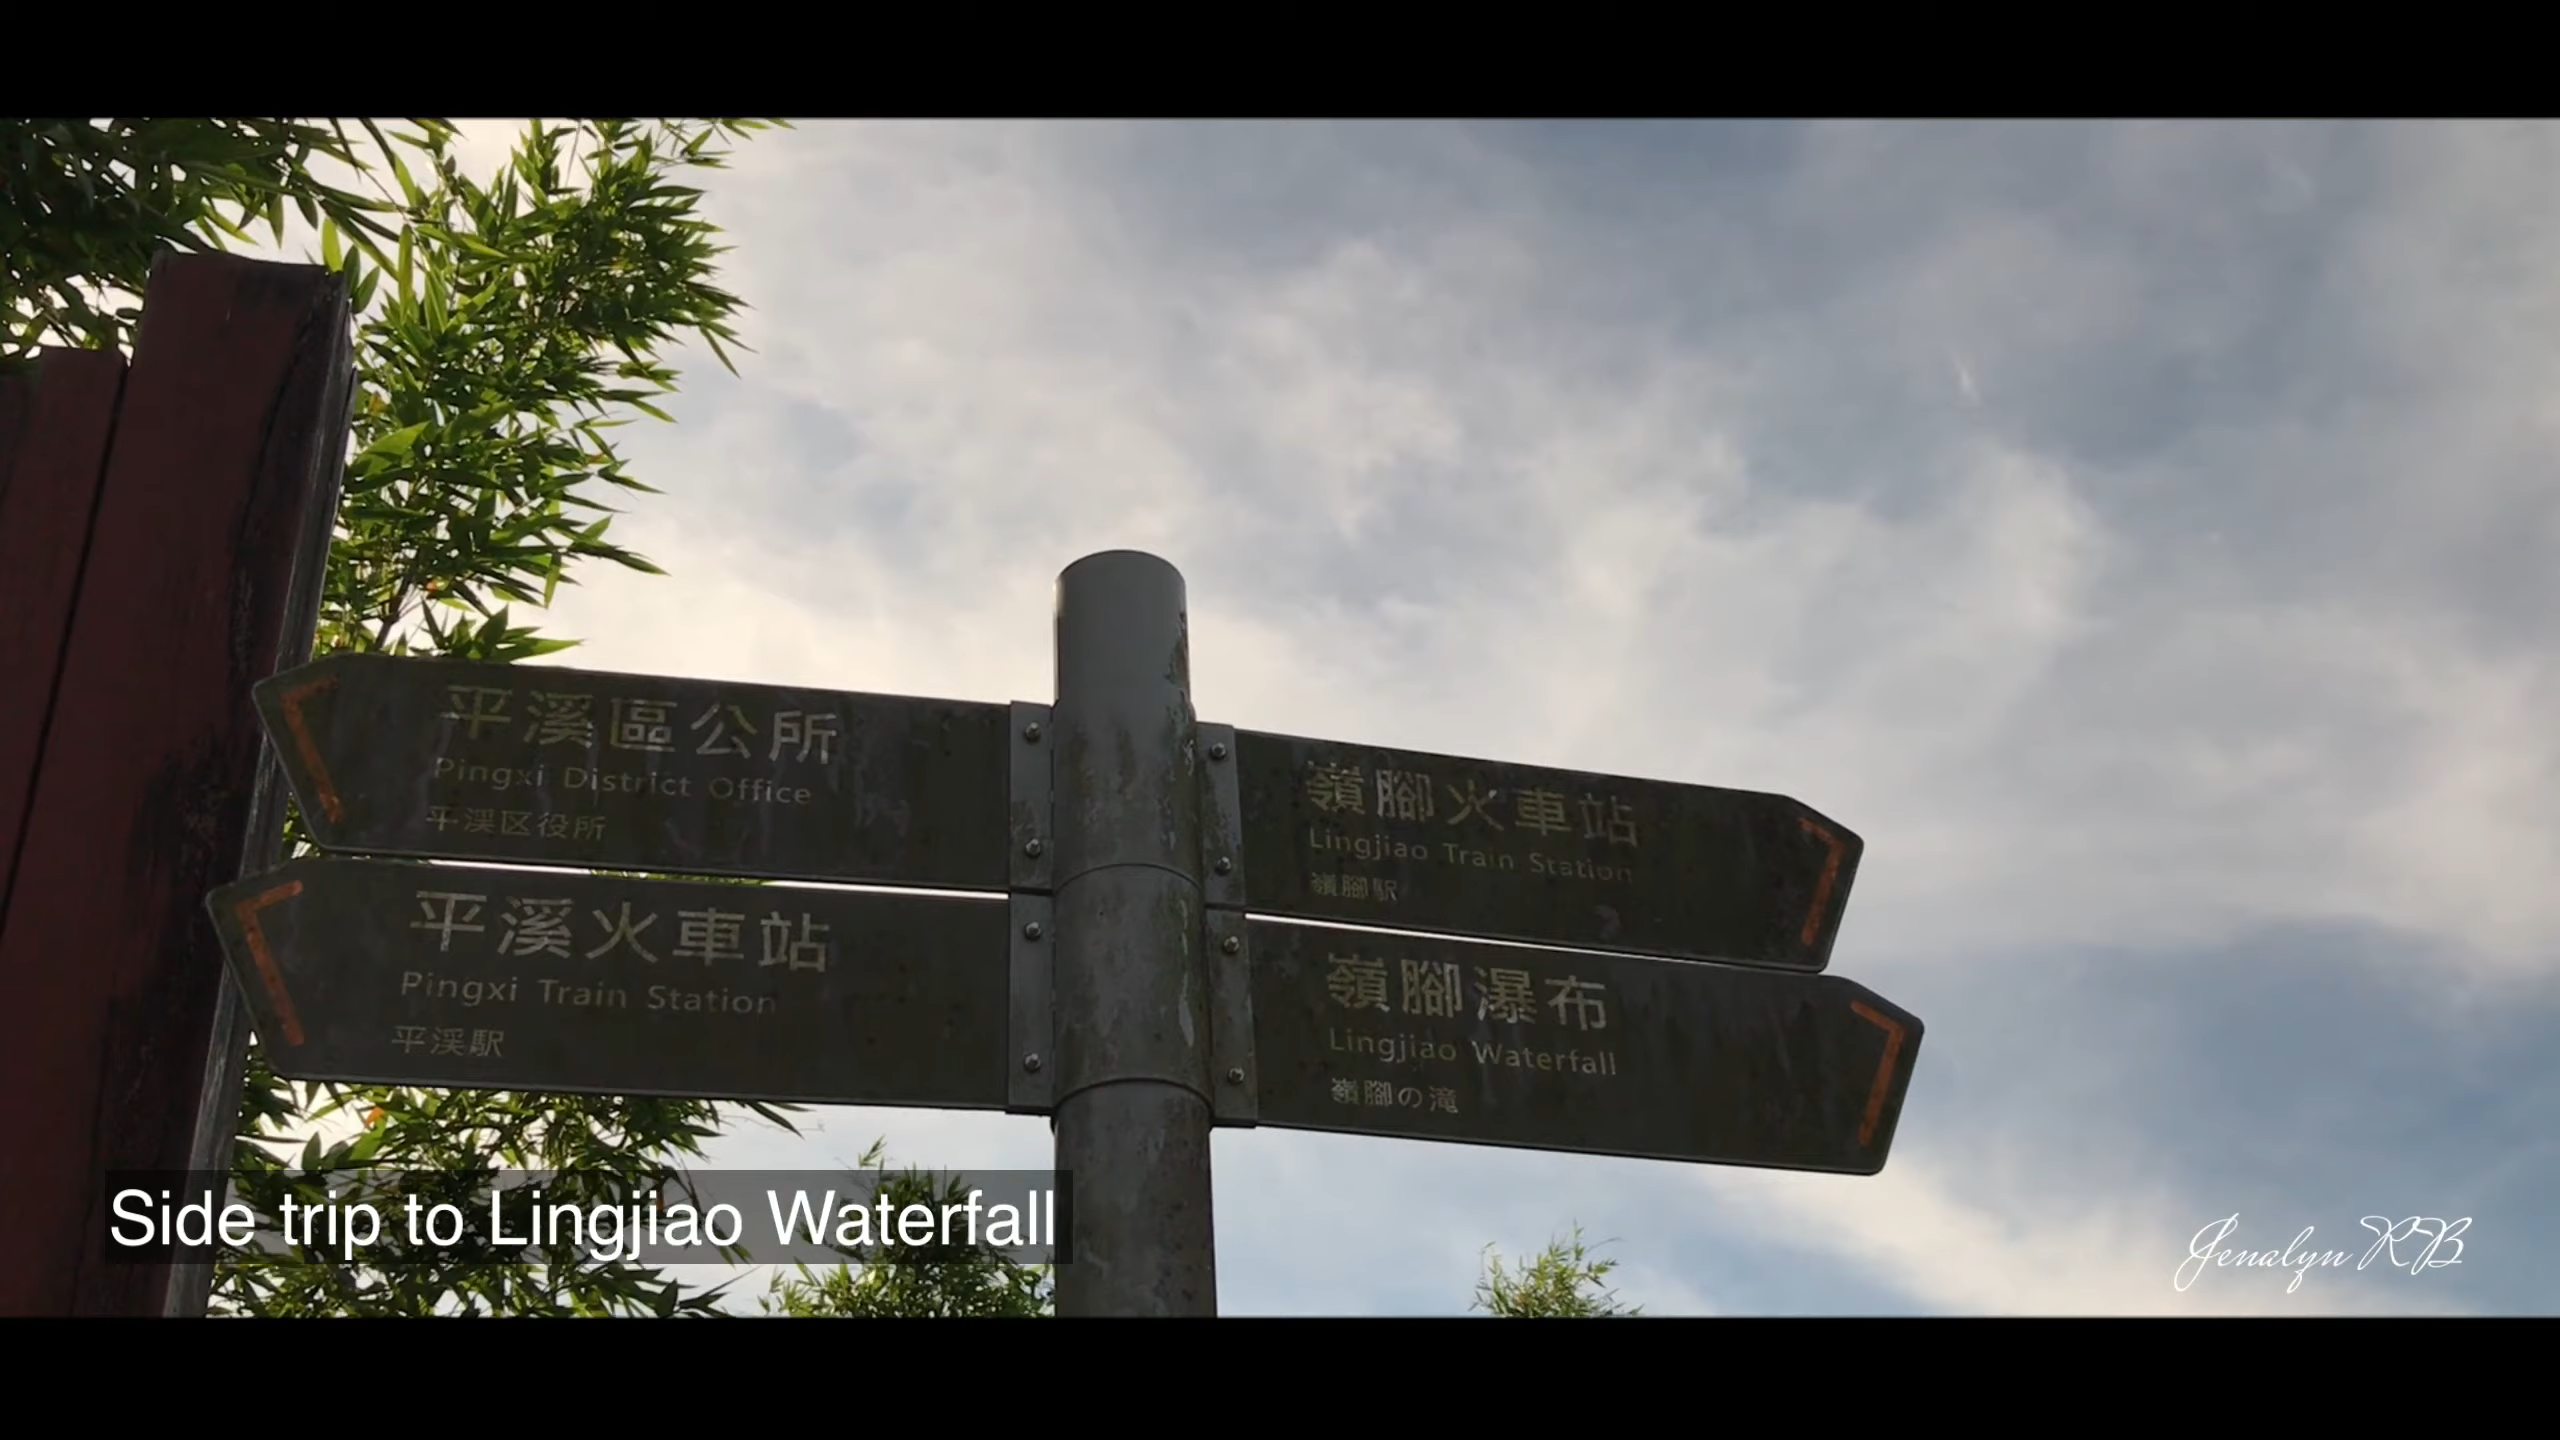 平溪區公所
Pingxi District Office
平渓区役所
平溪火車站
Pingxi Train Station
平渓駅
嶺腳火車站
Lingjiao Train Station
嶺腳駅
嶺腳瀑布
Lingjiao Waterfall
嶺腳の滝
Side trip to Lingjiao Waterfall
Jenalyn RB